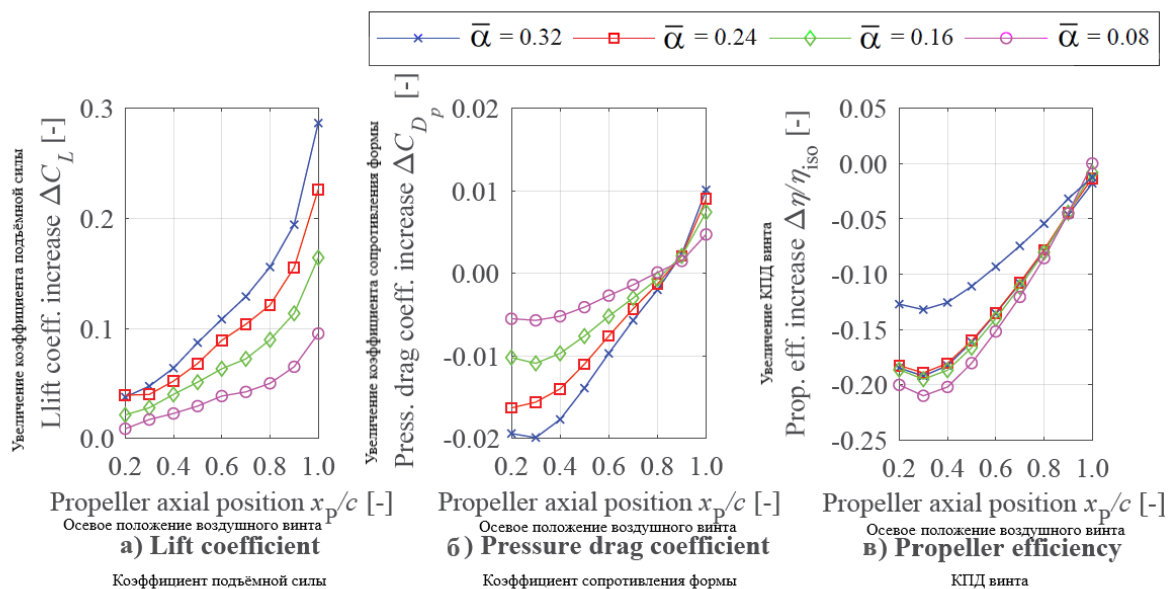 α = 0.32 α = 0.24 α = 0.16 α = 0.08
Увеличение коэффициента подъёмной силы
Llift coeff. increase ΔC_L [-]
0.3
0.2
0.1
0.0
0.2 0.4 0.6 0.8 1.0
Propeller axial position x_P/c [-]
Осевое положение воздушного винта
а) Lift coefficient
Коэффициент подъёмной силы
Увеличение коэффициента сопротивления формы
Press. drag coeff. increase ΔC_D_p [-]
0.02
0.01
0.00
-0.01
-0.02
0.2 0.4 0.6 0.8 1.0
Propeller axial position x_P/c [-]
Осевое положение воздушного винта
б) Pressure drag coefficient
Коэффициент сопротивления формы
Увеличение КПД винта
Prop. eff. increase Δη/η_iso [-]
0.05
0.00
-0.05
-0.10
-0.15
-0.20
-0.25
0.2 0.4 0.6 0.8 1.0
Propeller axial position x_P/c [-]
Осевое положение воздушного винта
в) Propeller efficiency
КПД винта